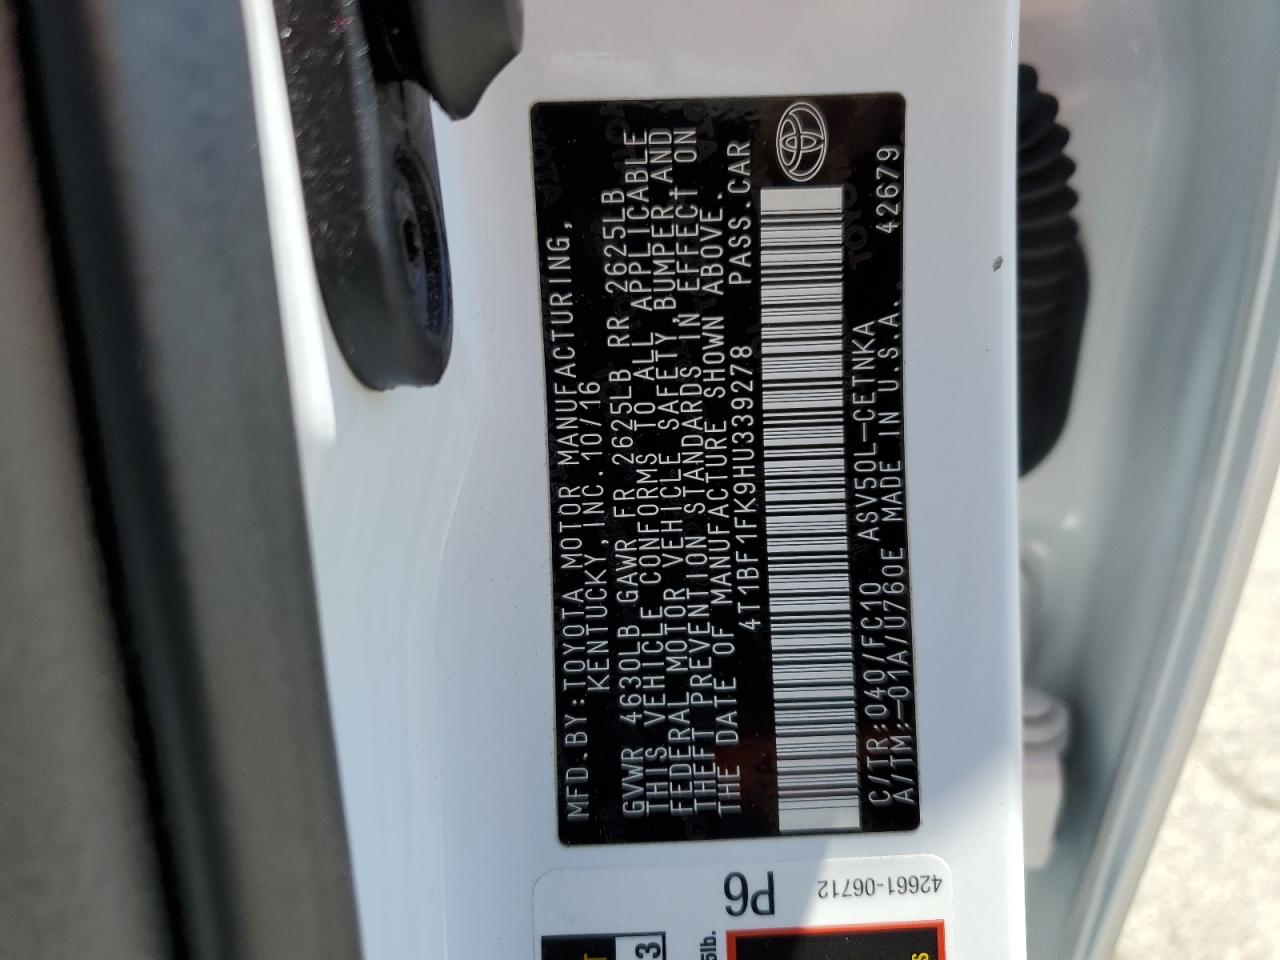 MFD.BY:TOYOTA MOTOR MANUFACTURING,
KENTUCKY,INC.10/16
GVWR 4630LB GAWR FR 2625LB RR 2625LB
THIS VEHICLE CONFORMS TO ALL APPLICABLE
FEDERAL MOTOR VEHICLE SAFETY,BUMPER,AND
THEFT PREVENTION STANDARDS IN EFFECT ON
THE DATE OF MANUFACTURE SHOWN ABOVE.
4T1BF1FK9HU339278 PASS.CAR
C/TR:040/FC10 ASV50L-CETNKA
A/TM:-01A/U760E MADE IN U.S.A. 42679
P6
42661-06712
3